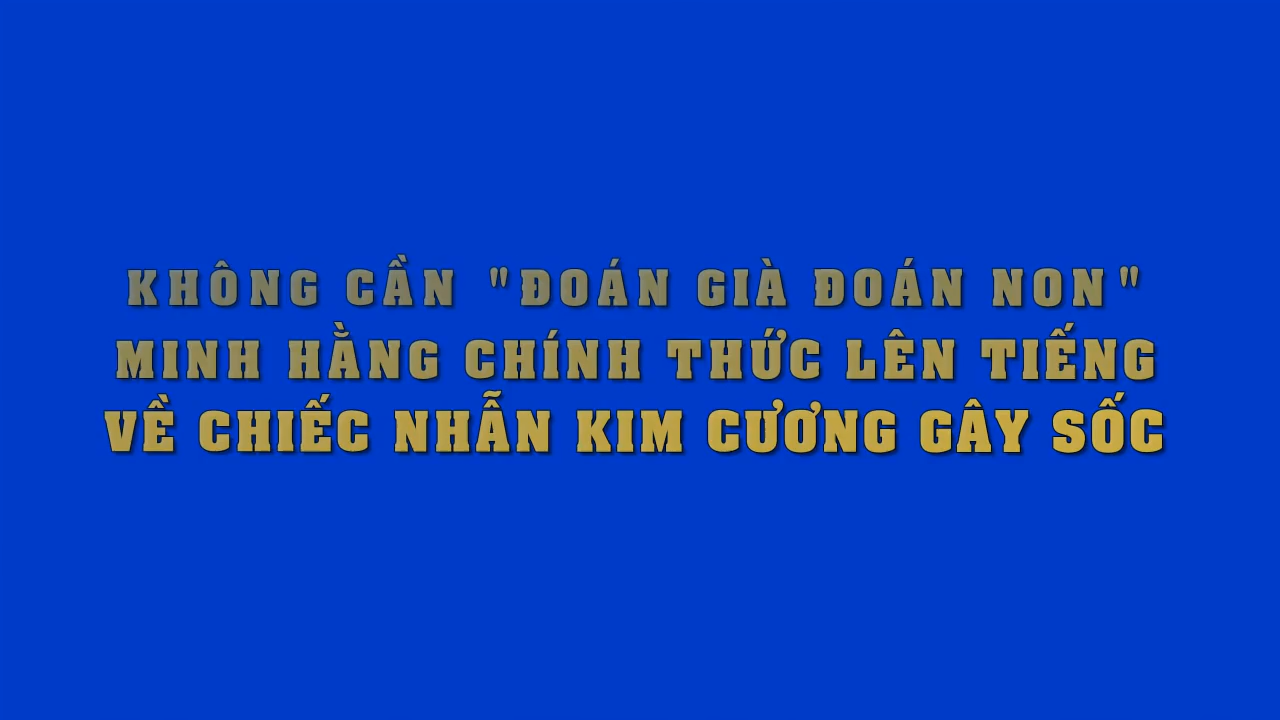 KHÔNG CẦN "ĐOÁN GIÀ ĐOÁN NON"
MINH HẰNG CHÍNH THỨC LÊN TIẾNG
VỀ CHIẾC NHẪN KIM CƯƠNG GÂY SỐC